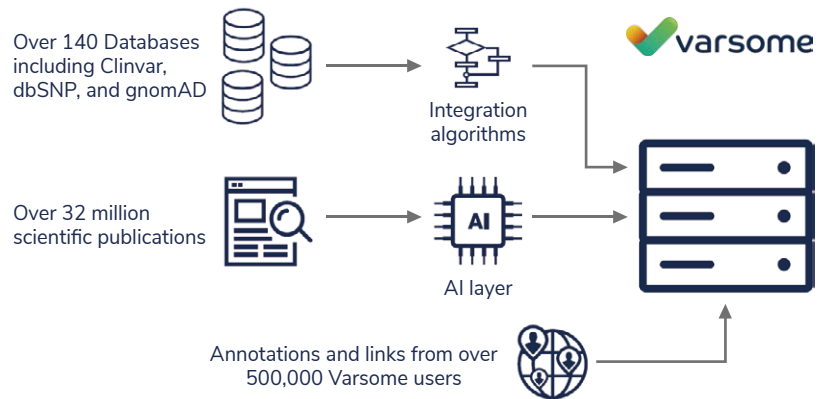 Over 140 Databases
including Clinvar,
dbSNP, and gnomAD
Integration
algorithms
varsome
Over 32 million
scientific publications
AI
AI layer
Annotations and links from over
500,000 Varsome users